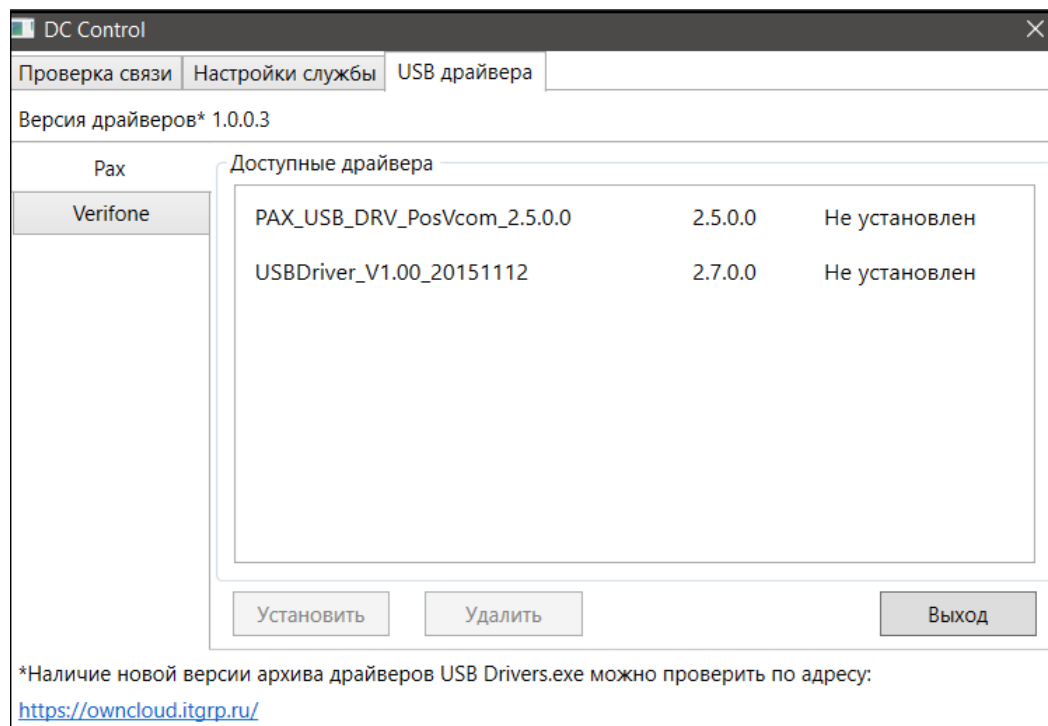 DC Control
Проверка связи Настройки службы USB драйвера
Версия драйверов* 1.0.0.3
Pax
Verifone
Доступные драйвера
PAX_USB_DRV_PosVcom_2.5.0.0 2.5.0.0 Не установлен
USBDriver_V1.00_20151112 2.7.0.0 Не установлен
Установить Удалить Выход
*Наличие новой версии архива драйверов USB Drivers.exe можно проверить по адресу:
https://owncloud.itgrp.ru/